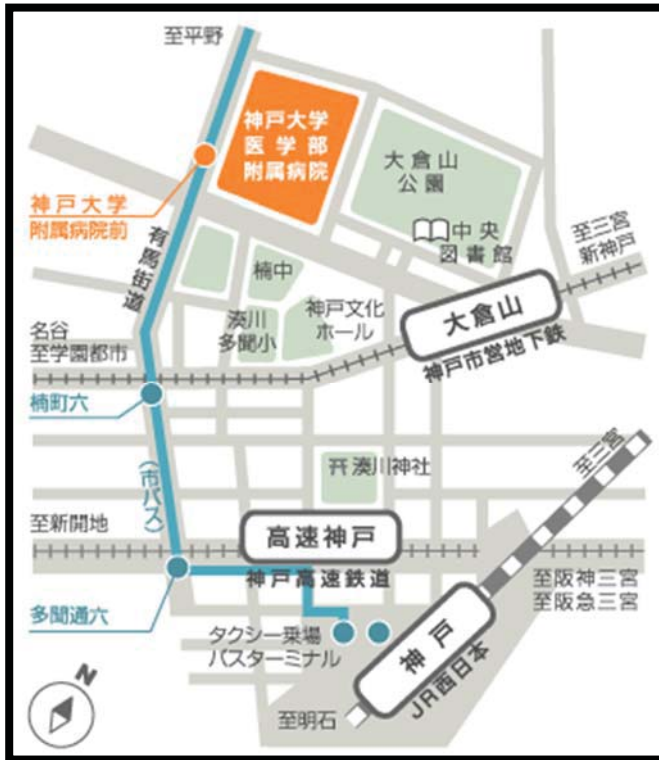 至平野
神戸大学
医学部
附属病院
大倉山
公園
神戸大学
附属病院前
中央
図書館
至三宮
新神戸
有馬街道
楠中
湊川
多聞小
神戸文化
ホール
大倉山
神戸市営地下鉄
名谷
至学園都市
楠町六
(市バス)
湊川神社
至三宮
至新開地
高速神戸
神戸高速鉄道
至阪神三宮
至阪急三宮
多聞通六
タクシー乗場
バスターミナル
神戸
JR西日本
至明石
N